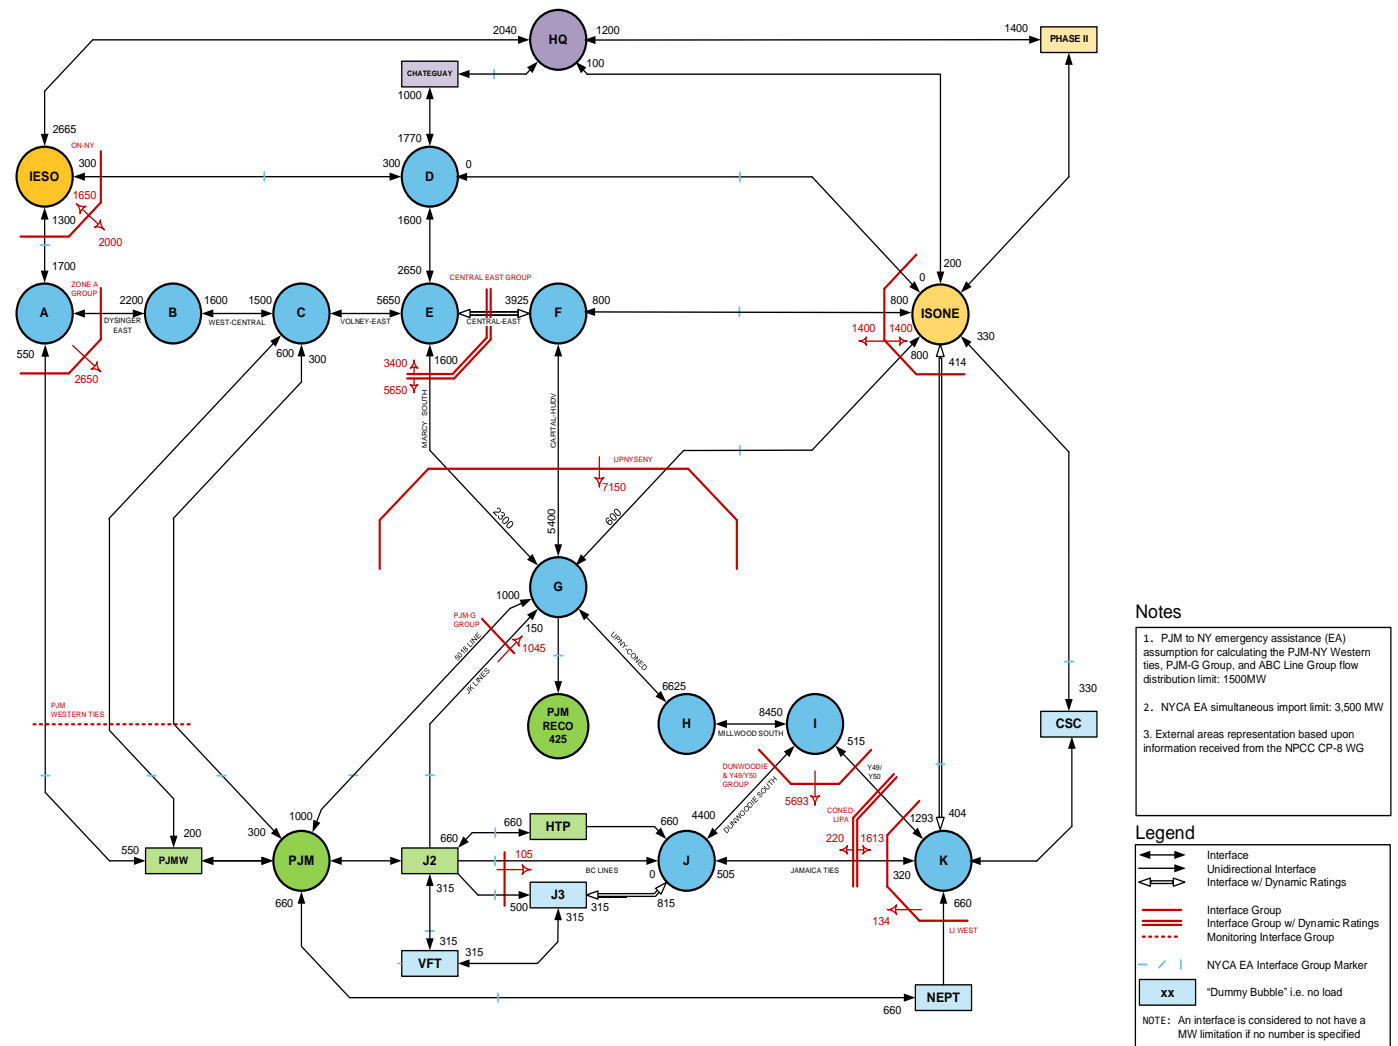 2040
HQ
1200
1400
PHASE II
100
CHATEGUAY
1000
2665
ON-NY
1770
IESO
300
300
D
0
1650
1300
1600
2000
1700
2650
CENTRAL EAST GROUP
0
200
ZONE A
GROUP
2200
1600
1500
5650
3925
800
800
A
B
C
E
F
ISONE
DYSINGER
EAST
WEST-CENTRAL
VOLNEY-EAST
CENTRAL-EAST
1400
1400
330
550
600
300
1600
800
414
2650
3400
5650
MARCY SOUTH
CAPITAL-HUDV
UPNYSENY
7150
2300
5400
600
G
1000
PJM-G
GROUP
150
1045
5018 LINE
JK LINES
UPNY-CONED
PJM
WESTERN TIES
PJM
RECO
425
6625
H
8450
MILLWOOD SOUTH
I
515
330
CSC
DUNWOODIE
& Y49/Y50
GROUP
DUNWOODIE SOUTH
5693
Y49/
Y50
CONED-
LIPA
200
300
1000
660
660
HTP
660
4400
220
1613
1293
404
550
PJMW
PJM
J2
105
BC LINES
0
J
505
JAMAICA TIES
320
K
660
315
500
J3
315
315
815
660
134
LI WEST
315
VFT
315
660
NEPT
Notes
1. PJM to NY emergency assistance (EA)
assumption for calculating the PJM-NY Western
ties, PJM-G Group, and ABC Line Group flow
distribution limit: 1500MW
2. NYCA EA simultaneous import limit: 3,500 MW
3. External areas representation based upon
information received from the NPCC CP-8 WG
Legend
Interface
Unidirectional Interface
Interface w/ Dynamic Ratings
Interface Group
Interface Group w/ Dynamic Ratings
Monitoring Interface Group
NYCA EA Interface Group Marker
xx
"Dummy Bubble" i.e. no load
NOTE: An interface is considered to not have a
MW limitation if no number is specified